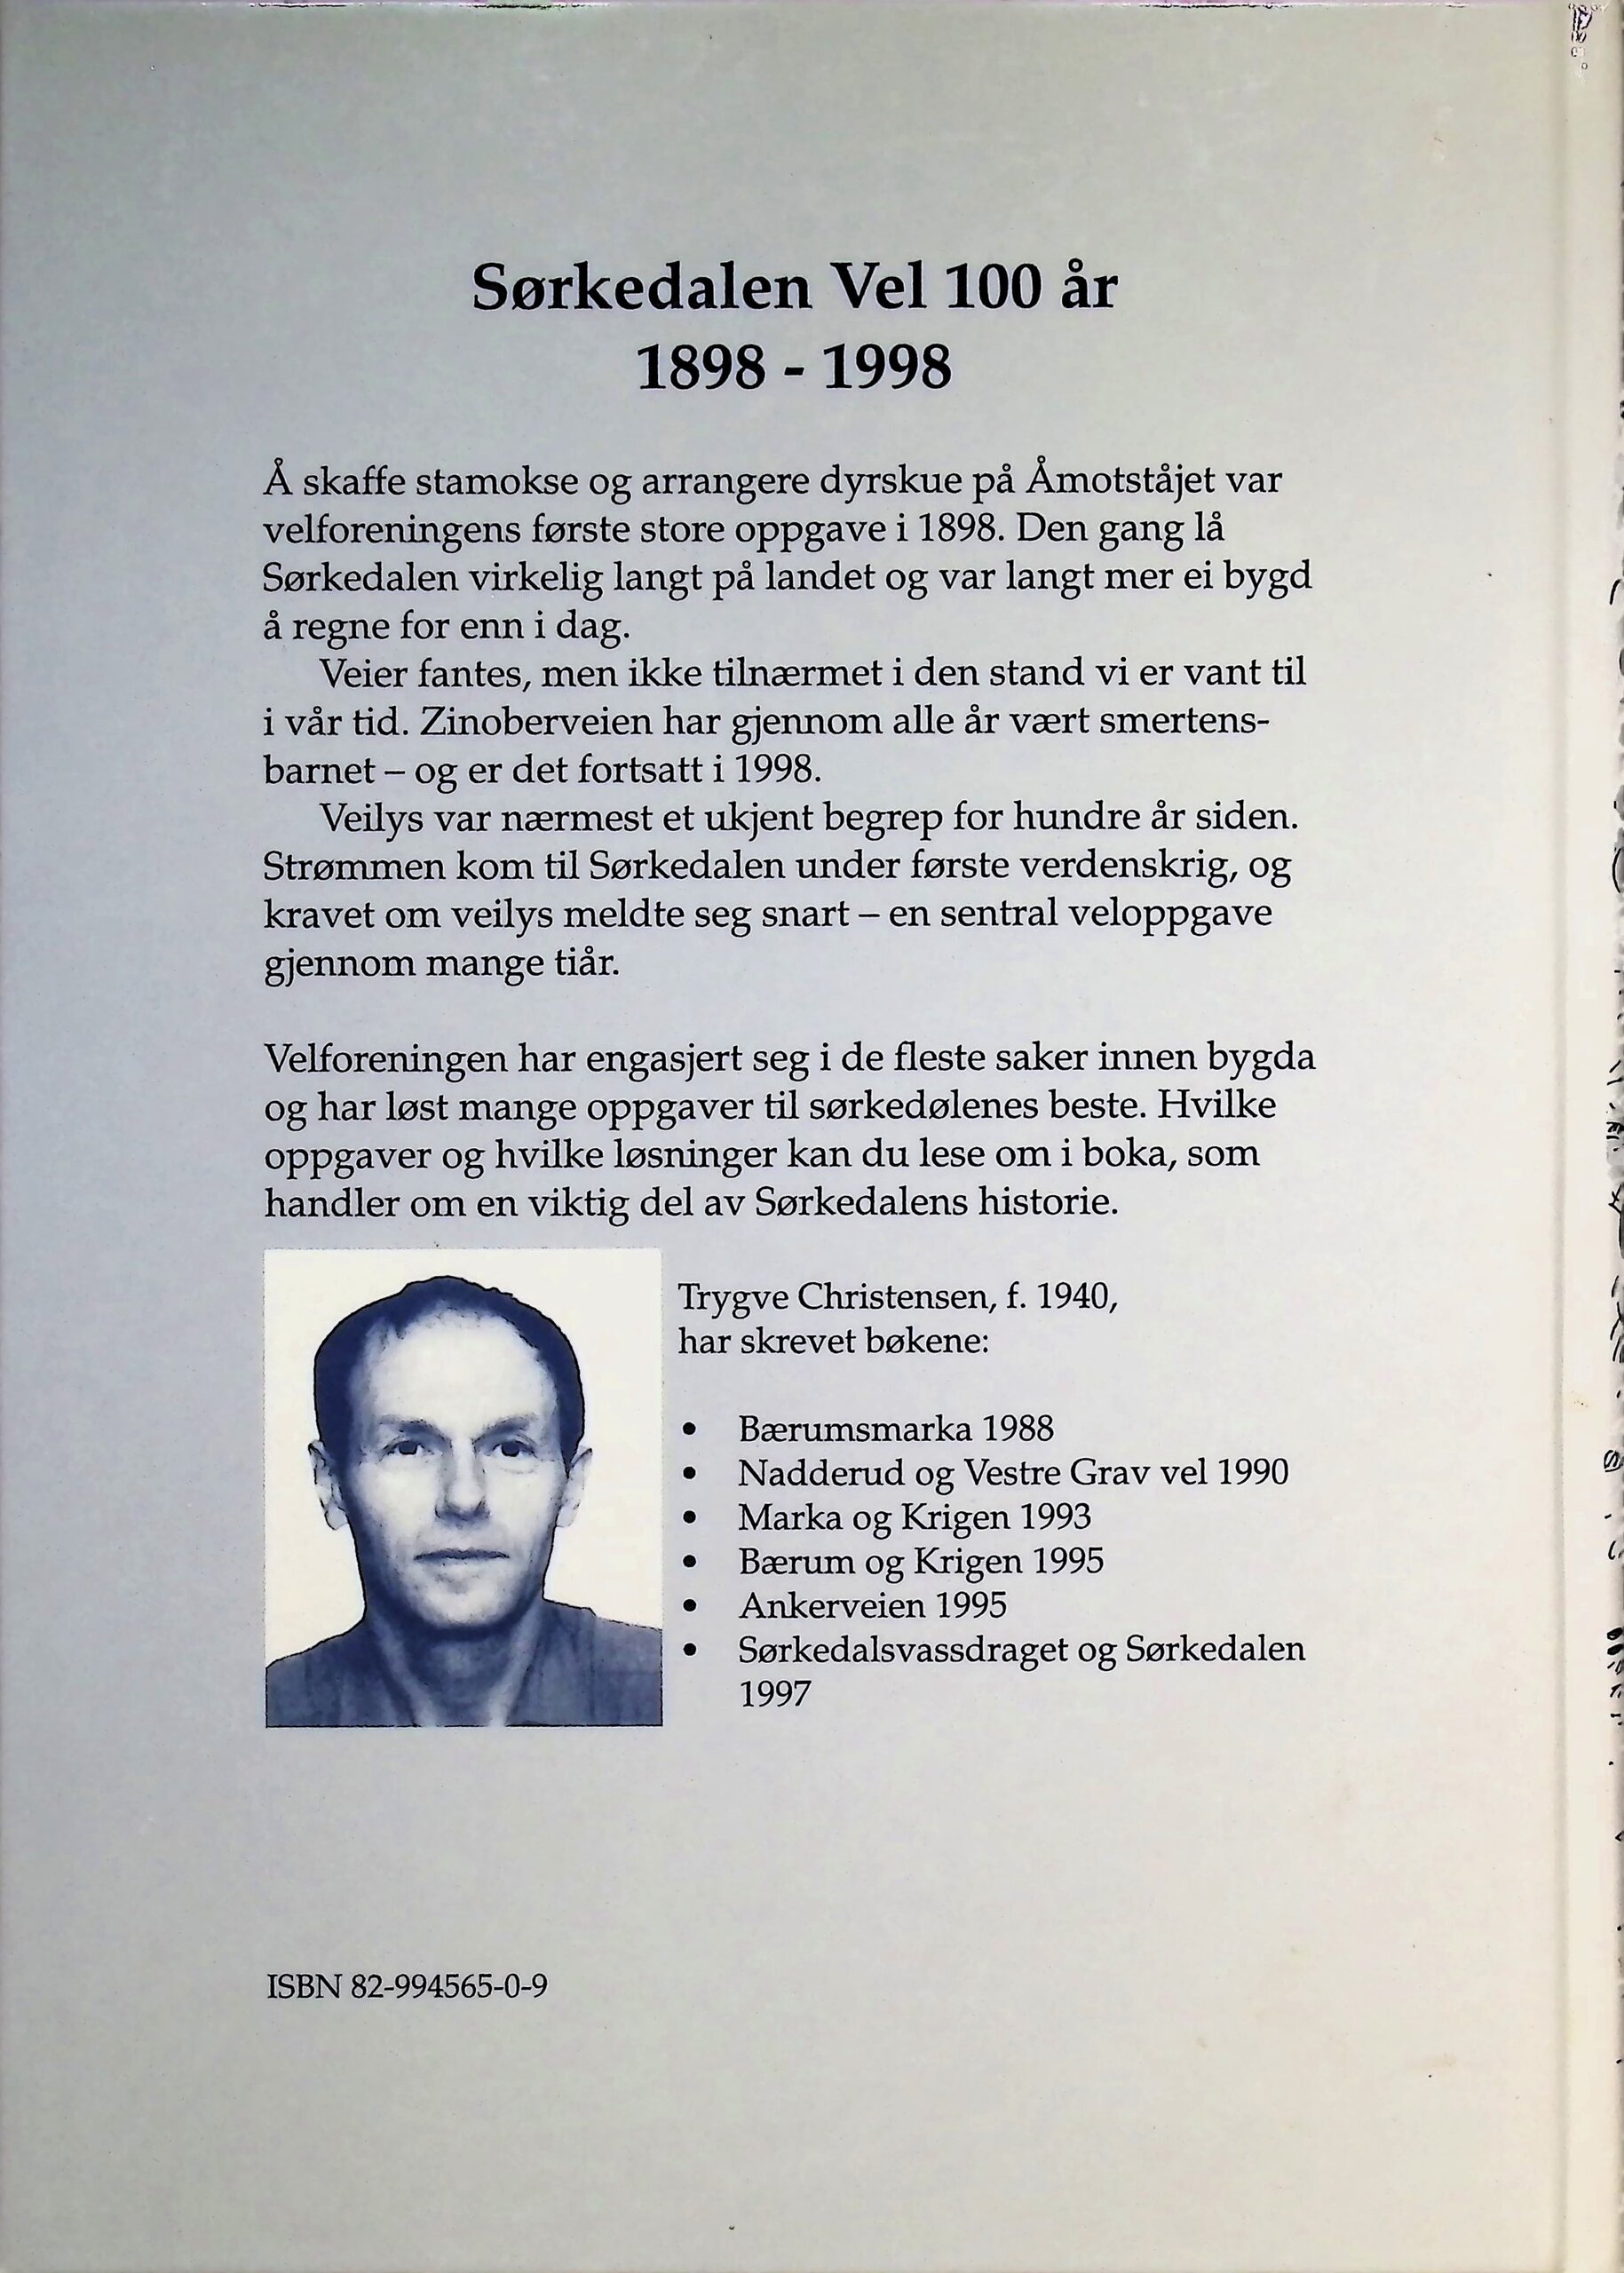 Sørkedalen Vel 100 år
1898 - 1998
Å skaffe stamokse og arrangere dyrskue på Åmotståjet var
velforeningens første store oppgave i 1898. Den gang lå
Sørkedalen virkelig langt på landet og var langt mer ei bygd
å regne for enn i dag.
Veier fantes, men ikke tilnærmet i den stand vi er vant til
i vår tid. Zinoberveien har gjennom alle år vært smertens-
barnet – og er det fortsatt i 1998.
Veilys var nærmest et ukjent begrep for hundre år siden.
Strømmen kom til Sørkedalen under første verdenskrig, og
kravet om veilys meldte seg snart – en sentral veloppgave
gjennom mange tiår.
Velforeningen har engasjert seg i de fleste saker innen bygda
og har løst mange oppgaver til sørkedølenes beste. Hvilke
oppgaver og hvilke løsninger kan du lese om i boka, som
handler om en viktig del av Sørkedalens historie.
Trygve Christensen, f. 1940,
har skrevet bøkene:
• Bærumsmarka 1988
• Nadderud og Vestre Grav vel 1990
• Marka og Krigen 1993
• Bærum og Krigen 1995
• Ankerveien 1995
• Sørkedalsvassdraget og Sørkedalen
1997
ISBN 82-994565-0-9